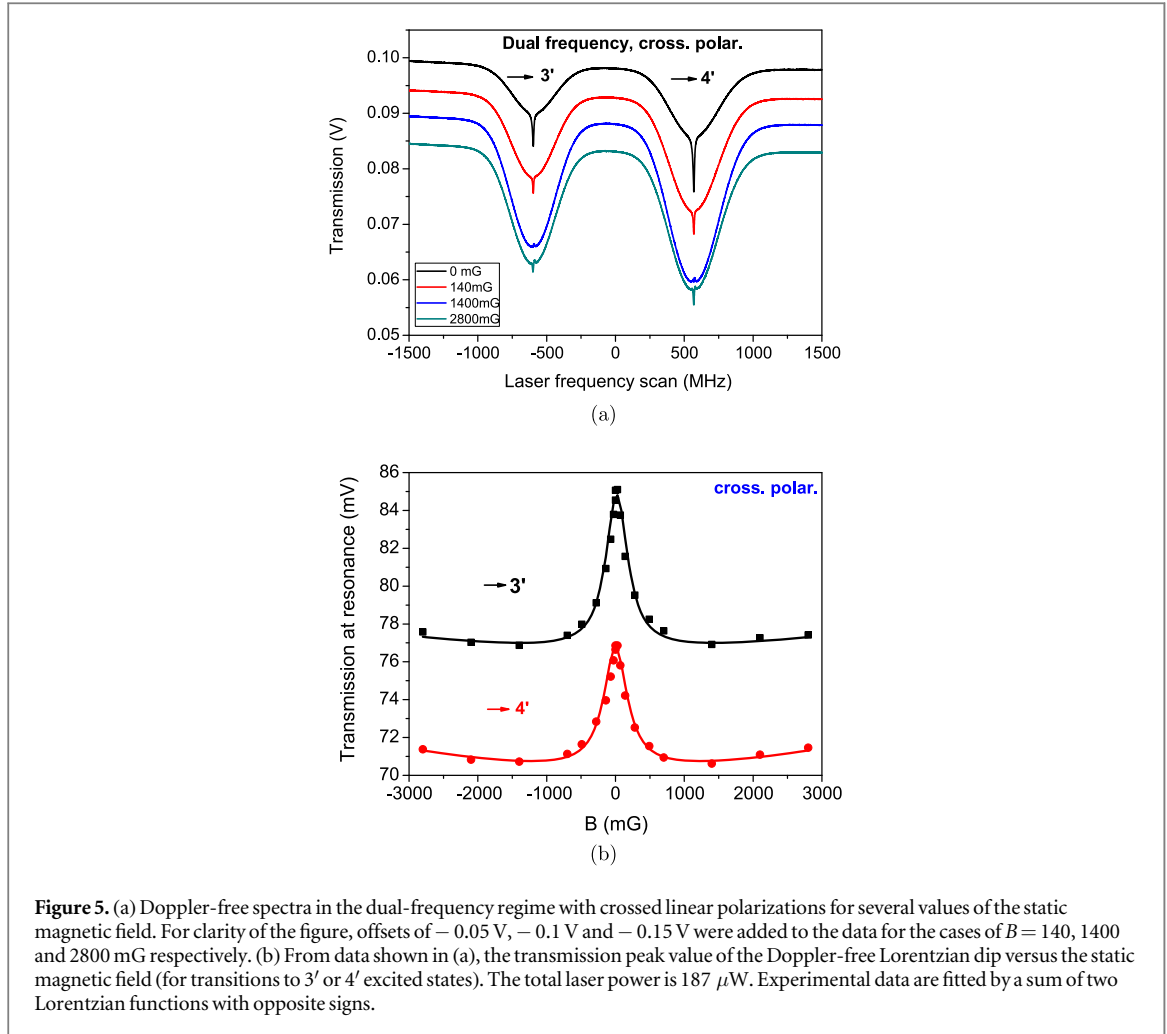 Dual frequency, cross. polar.
→ 3′
→ 4′
0.10
0.09
0.08
0.07
0.06
0.05
Transmission (V)
0 mG
140mG
1400mG
2800mG
-1500 -1000 -500 0 500 1000 1500
Laser frequency scan (MHz)
(a)
86
84
82
80
78
76
74
72
70
Transmission at resonance (mV)
cross. polar.
→ 3′
→ 4′
-3000 -2000 -1000 0 1000 2000 3000
B (mG)
(b)
Figure 5. (a) Doppler-free spectra in the dual-frequency regime with crossed linear polarizations for several values of the static
magnetic field. For clarity of the figure, offsets of − 0.05 V, − 0.1 V and − 0.15 V were added to the data for the cases of B = 140, 1400
and 2800 mG respectively. (b) From data shown in (a), the transmission peak value of the Doppler-free Lorentzian dip versus the static
magnetic field (for transitions to 3′ or 4′ excited states). The total laser power is 187 μW. Experimental data are fitted by a sum of two
Lorentzian functions with opposite signs.